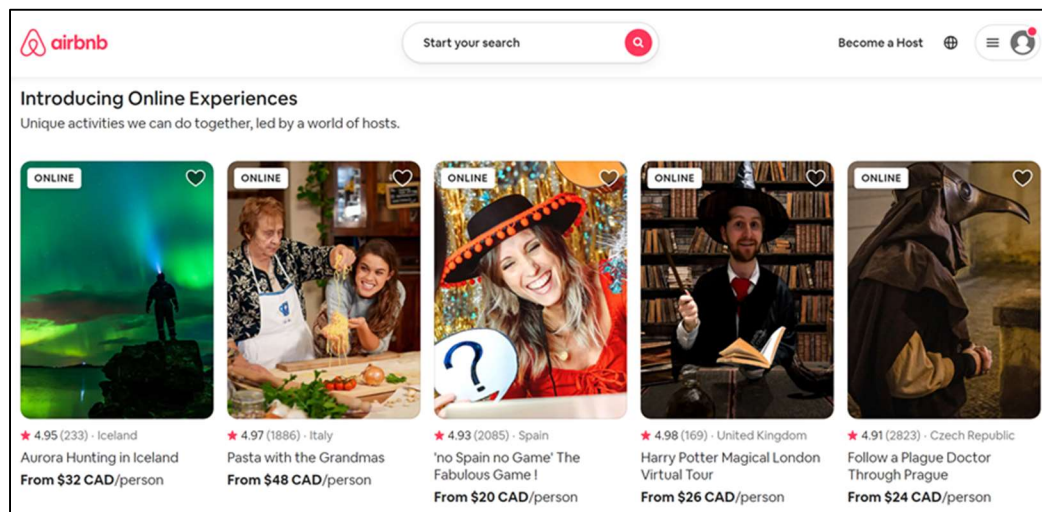 airbnb
Start your search
Become a Host
Introducing Online Experiences
Unique activities we can do together, led by a world of hosts.
ONLINE
ONLINE
ONLINE
ONLINE
ONLINE
?
★ 4.95 (233) · Iceland
Aurora Hunting in Iceland
From $32 CAD/person
★ 4.97 (1886) · Italy
Pasta with the Grandmas
From $48 CAD/person
★ 4.93 (2085) · Spain
'no Spain no Game' The
Fabulous Game !
From $20 CAD/person
★ 4.98 (169) · United Kingdom
Harry Potter Magical London
Virtual Tour
From $26 CAD/person
★ 4.91 (2823) · Czech Republic
Follow a Plague Doctor
Through Prague
From $24 CAD/person